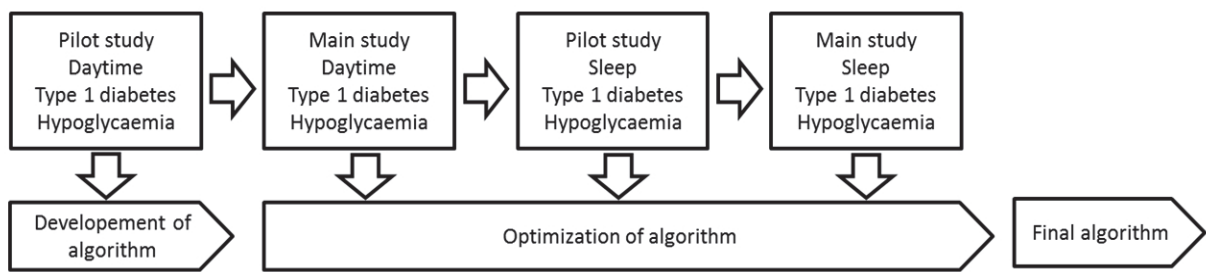 Pilot study
Daytime
Type 1 diabetes
Hypoglycaemia
Main study
Daytime
Type 1 diabetes
Hypoglycaemia
Pilot study
Sleep
Type 1 diabetes
Hypoglycaemia
Main study
Sleep
Type 1 diabetes
Hypoglycaemia
Developement of
algorithm
Optimization of algorithm
Final algorithm